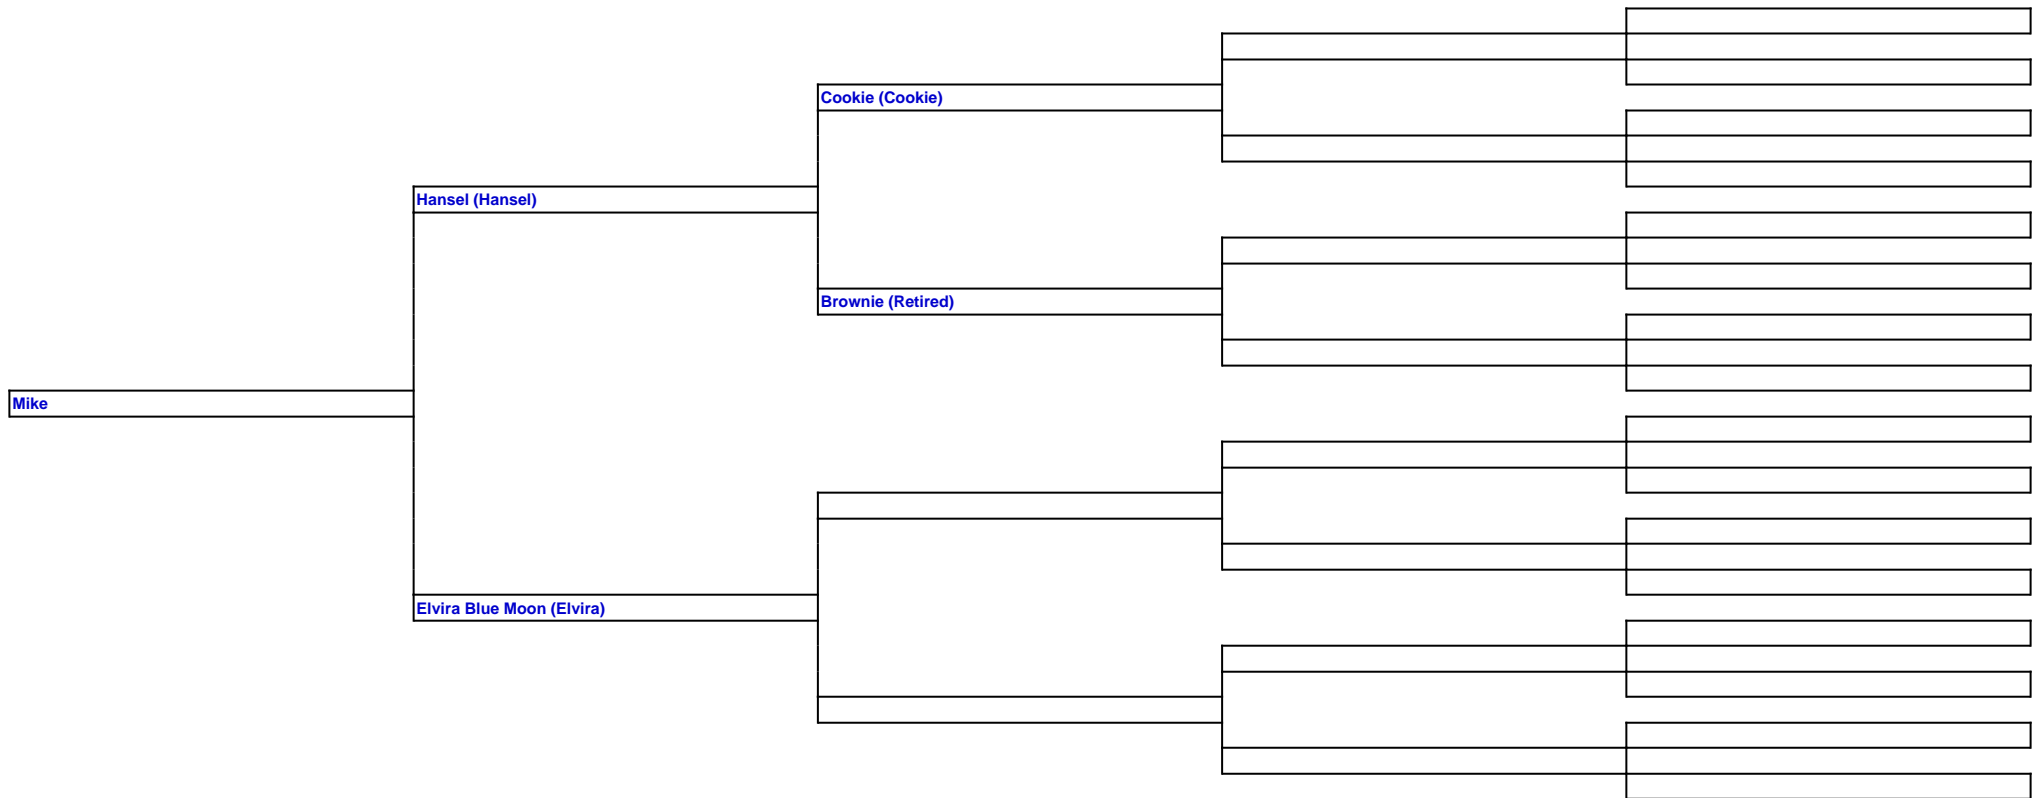 Cookie (Cookie)
Hansel (Hansel)
Brownie (Retired)
Mike
Elvira Blue Moon (Elvira)